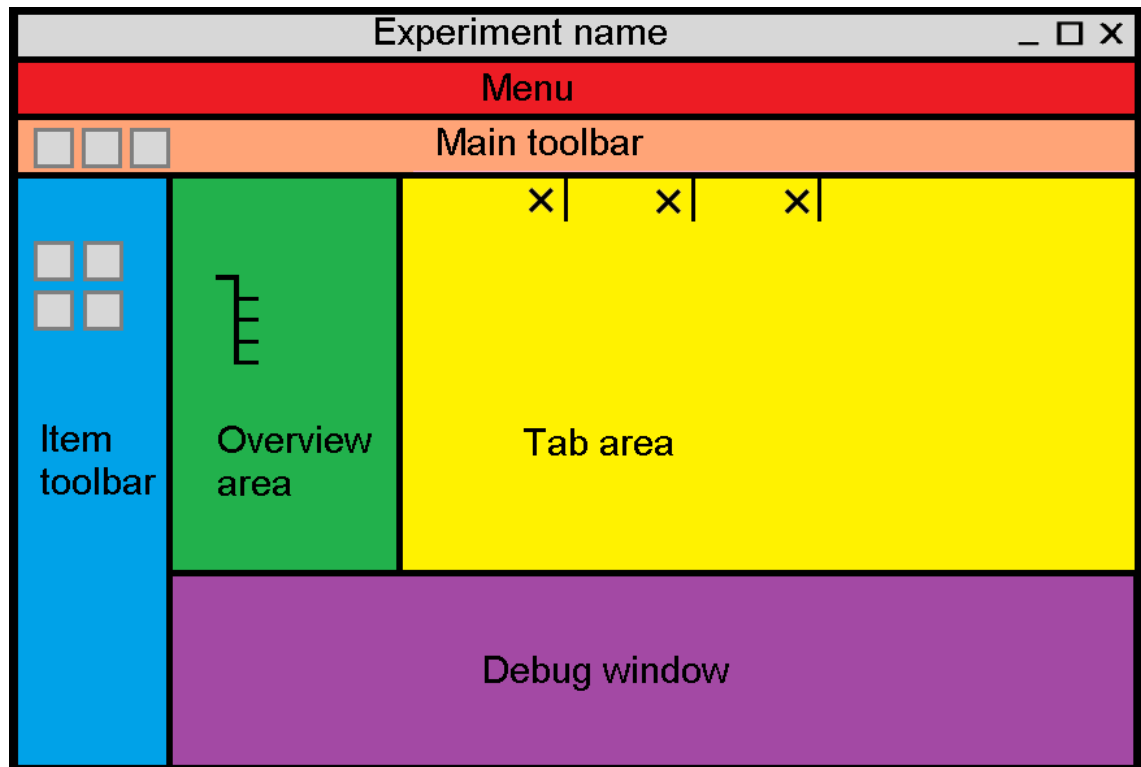 Experiment name
Menu
Main toolbar
Item
toolbar
Overview
area
Tab area
Debug window